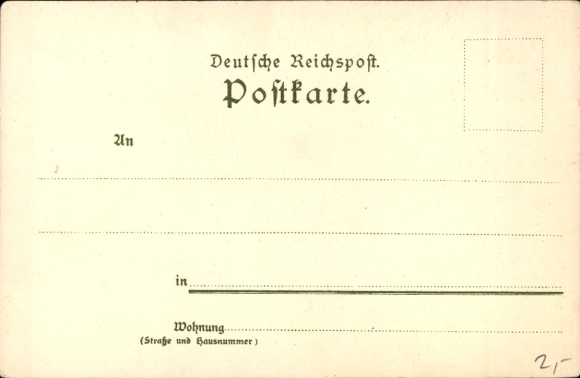 Deutſche Reichspoſt.
Poſtkarte.
An
in
Wohnung
(Straße und Hausnummer)
2,-